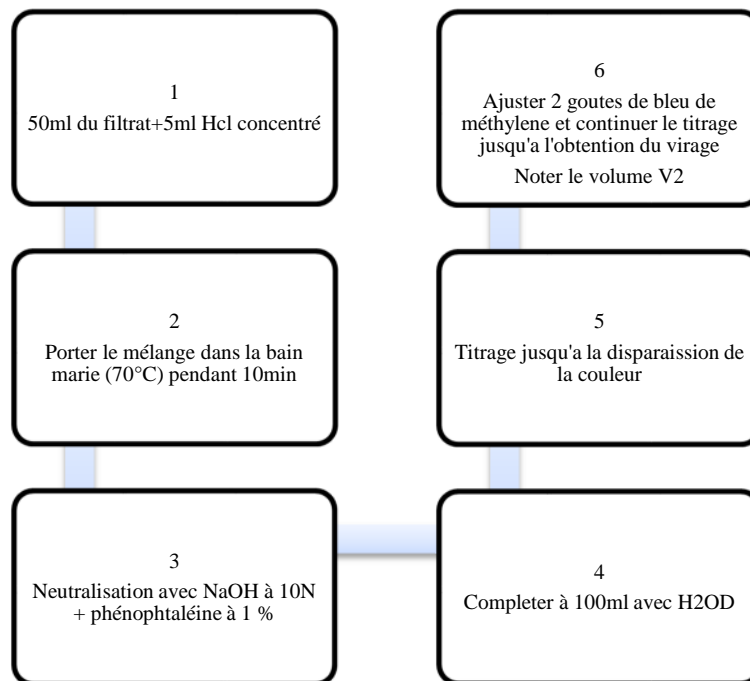 1
50ml du filtrat+5ml Hcl concentré
2
Porter le mélange dans la bain
marie (70°C) pendant 10min
3
Neutralisation avec NaOH à 10N
+ phénophtaléine à 1 %
4
Completer à 100ml avec H2OD
5
Titrage jusqu'a la disparaission de
la couleur
6
Ajuster 2 goutes de bleu de
méthylene et continuer le titrage
jusqu'a l'obtention du virage
Noter le volume V2